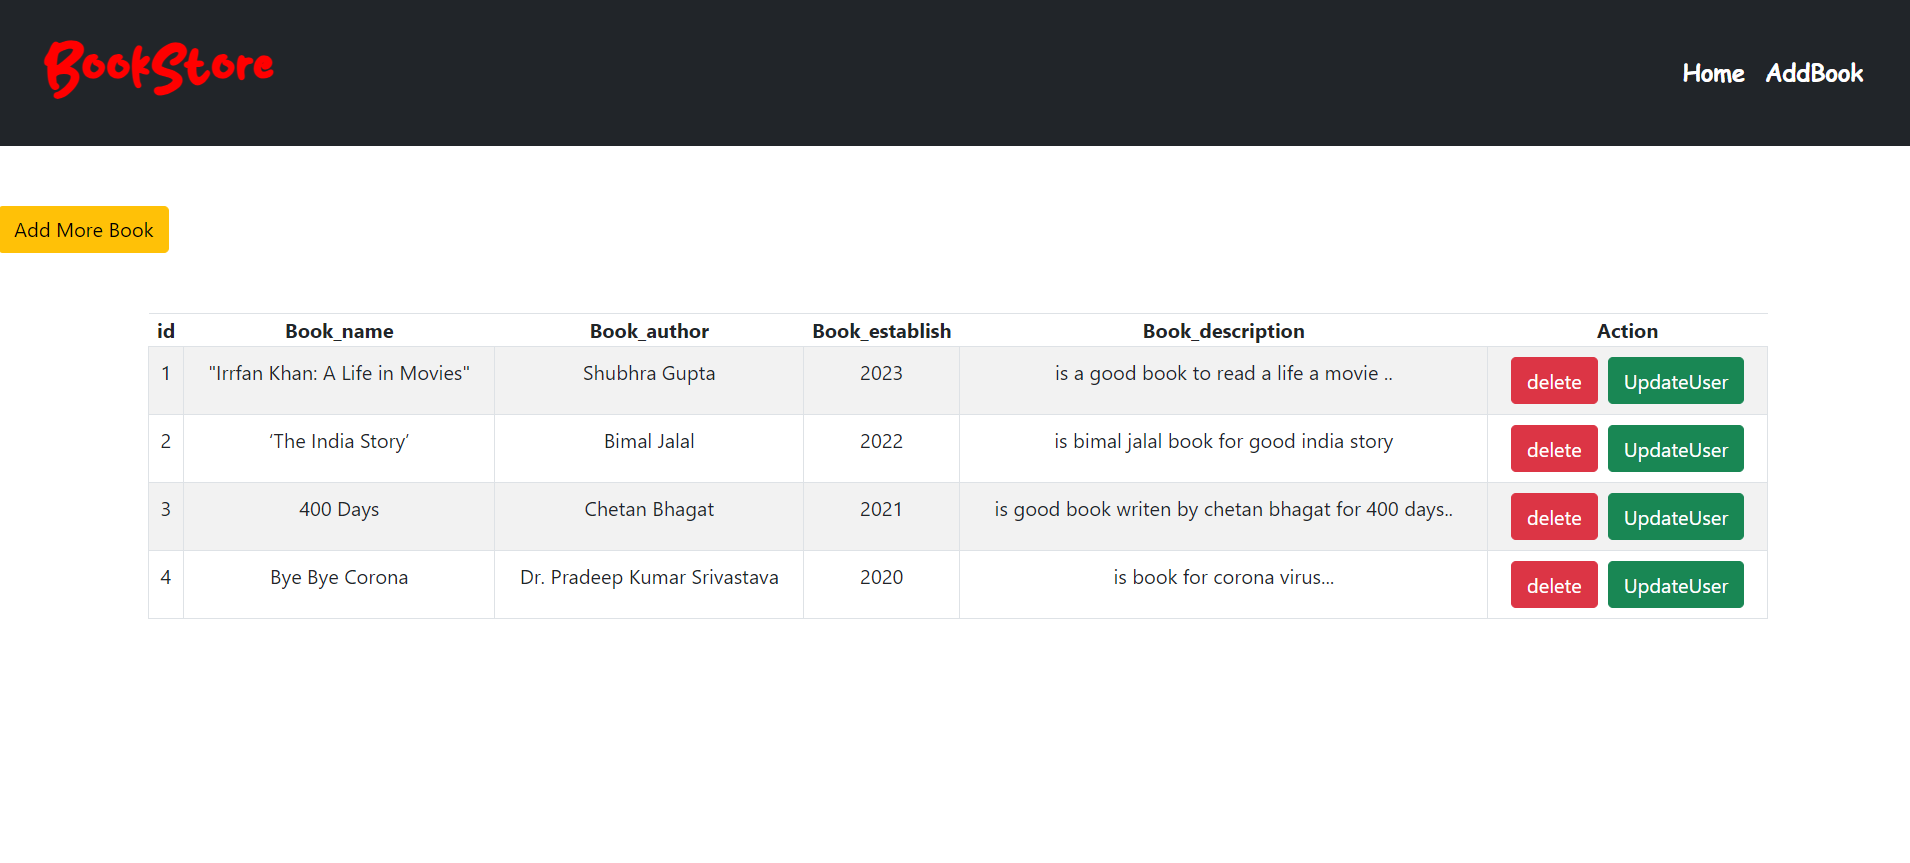 BookStore
Home AddBook
Add More Book
id Book_name Book_author Book_establish Book_description Action
1 "Irrfan Khan: A Life in Movies" Shubhra Gupta 2023 is a good book to read a life a movie .. delete UpdateUser
2 ‘The India Story’ Bimal Jalal 2022 is bimal jalal book for good india story delete UpdateUser
3 400 Days Chetan Bhagat 2021 is good book writen by chetan bhagat for 400 days.. delete UpdateUser
4 Bye Bye Corona Dr. Pradeep Kumar Srivastava 2020 is book for corona virus... delete UpdateUser